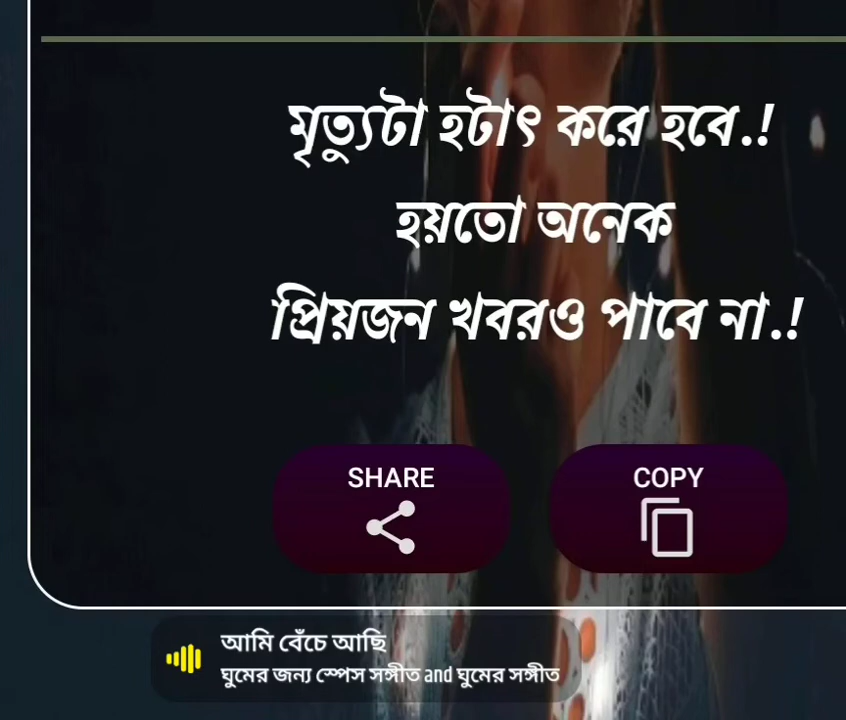 মৃত্যুটা হটাৎ করে হবে.!
হয়তো অনেক
প্রিয়জন খবরও পাবে না.!
SHARE
COPY
আমি বেঁচে আছি
ঘুমের জন্য স্পেস সঙ্গীত and ঘুমের সঙ্গীত